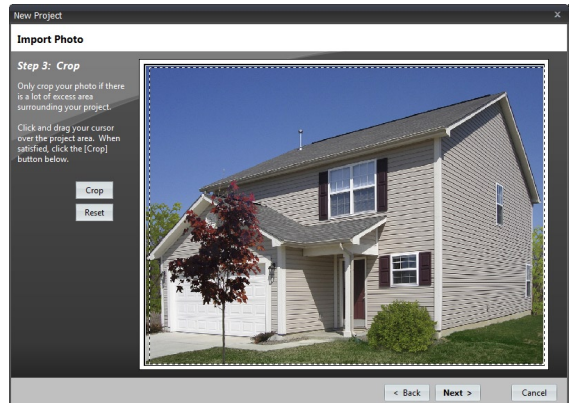 New Project
x
Import Photo
Step 3: Crop
Only crop your photo if there
is a lot of excess area
surrounding your project.
Click and drag your cursor
over the project area. When
satisfied, click the [Crop]
button below.
Crop
Reset
< Back
Next >
Cancel